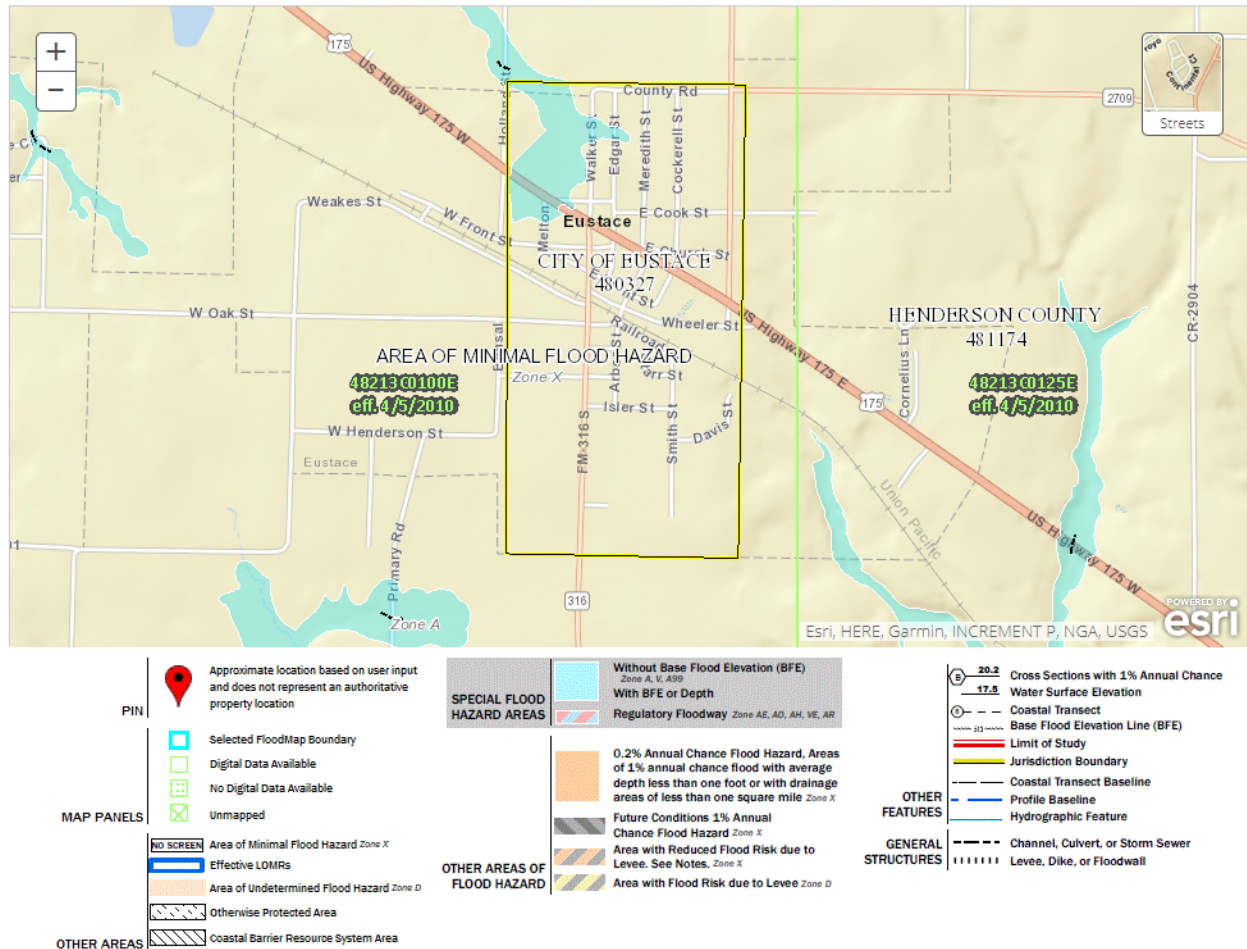 +
−
175
US Highway 175 W
Holland St
County Rd
2709
royo
Continental Ct
Streets
e C
er
Walker St
Edgar St
Meredith St
Cockerell St
Weakes St
W Front St
Melton
Eustace
E Cook St
E Church St
CITY OF EUSTACE
480327
E Front St
W Oak St
Wheeler St
US Highway 175 E
HENDERSON COUNTY
481174
CR-2904
Cornelius Ln
Railroad
AREA OF MINIMAL FLOOD HAZARD
Zone X
48213C0100E
eff. 4/5/2010
48213C0125E
eff. 4/5/2010
175
Isler St
FM-316 S
Smith St
Davis St
W Henderson St
Eustace
Union Pacific
US Highway 175 W
Primary Rd
316
Zone A
POWERED BY
esri
Esri, HERE, Garmin, INCREMENT P, NGA, USGS
PIN
Approximate location based on user input
and does not represent an authoritative
property location
MAP PANELS
Selected FloodMap Boundary
Digital Data Available
No Digital Data Available
Unmapped
OTHER AREAS
NO SCREEN Area of Minimal Flood Hazard Zone X
Effective LOMRs
Area of Undetermined Flood Hazard Zone D
Otherwise Protected Area
Coastal Barrier Resource System Area
SPECIAL FLOOD
HAZARD AREAS
Without Base Flood Elevation (BFE)
Zone A, V, A99
With BFE or Depth
Regulatory Floodway Zone AE, AO, AH, VE, AR
OTHER AREAS OF
FLOOD HAZARD
0.2% Annual Chance Flood Hazard, Areas
of 1% annual chance flood with average
depth less than one foot or with drainage
areas of less than one square mile Zone X
Future Conditions 1% Annual
Chance Flood Hazard Zone X
Area with Reduced Flood Risk due to
Levee. See Notes. Zone X
Area with Flood Risk due to Levee Zone D
OTHER
FEATURES
B 20.2 Cross Sections with 1% Annual Chance
17.5 Water Surface Elevation
8 Coastal Transect
513 Base Flood Elevation Line (BFE)
Limit of Study
Jurisdiction Boundary
Coastal Transect Baseline
Profile Baseline
Hydrographic Feature
GENERAL
STRUCTURES
Channel, Culvert, or Storm Sewer
Levee, Dike, or Floodwall